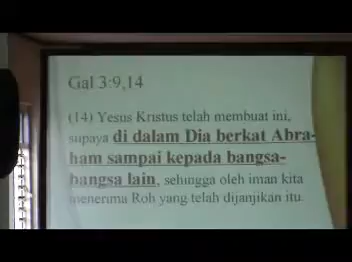 Gal 3:9,14
(14) Yesus Kristus telah membuat ini,
supaya di dalam Dia berkat Abra-
ham sampai kepada bangsa-
bangsa lain, sehingga oleh iman kita
menerima Roh yang telah dijanjikan itu.